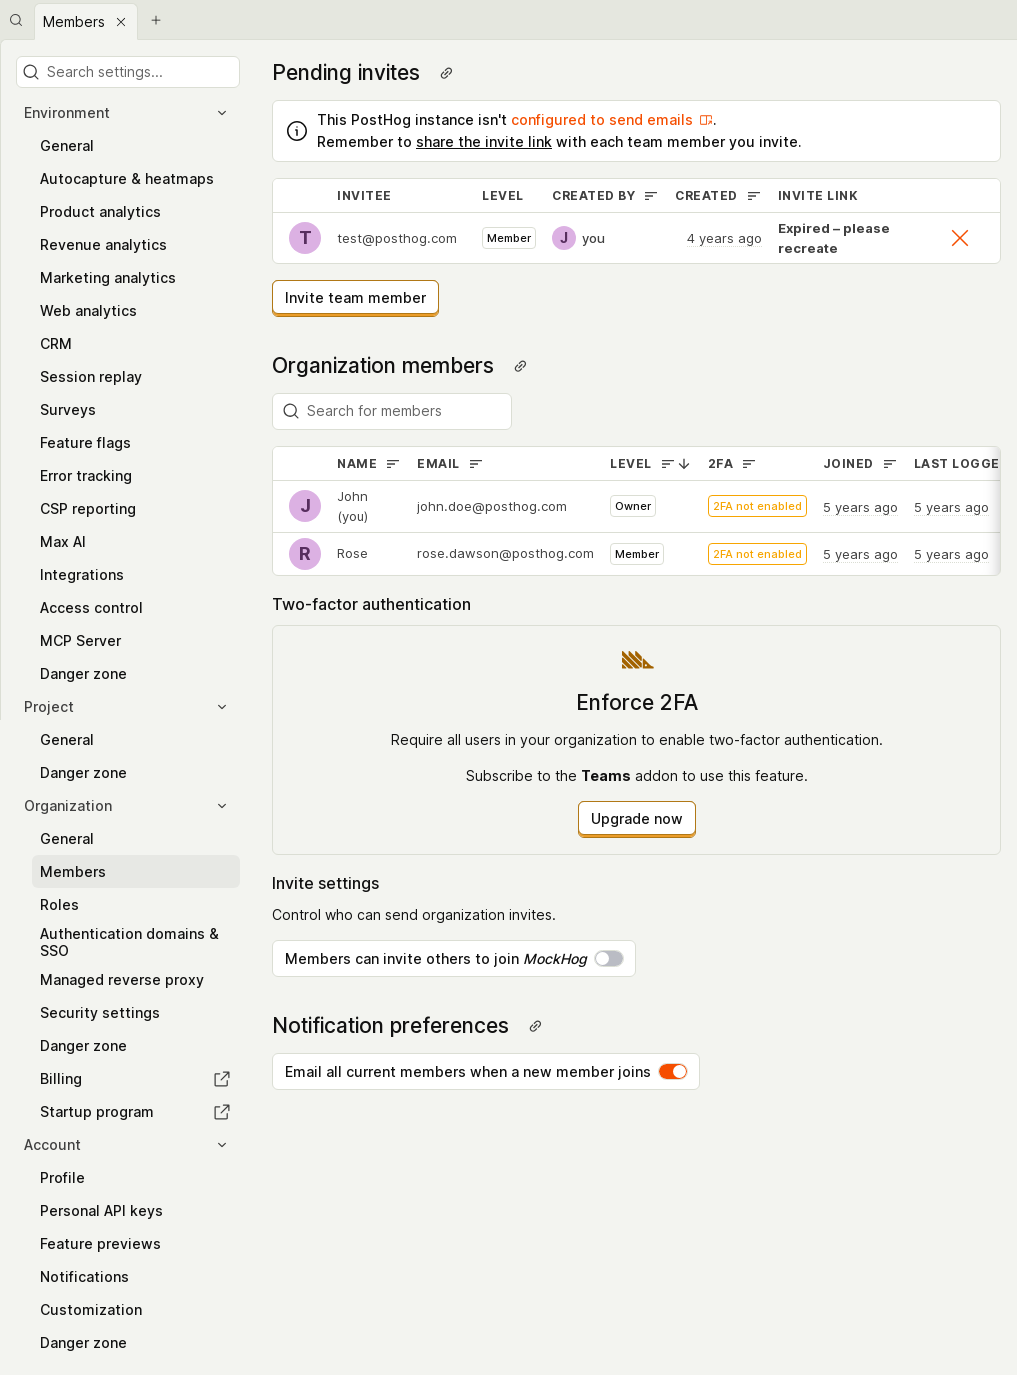 Members
Search settings...
Environment
General
Autocapture & heatmaps
Product analytics
Revenue analytics
Marketing analytics
Web analytics
CRM
Session replay
Surveys
Feature flags
Error tracking
CSP reporting
Max AI
Integrations
Access control
MCP Server
Danger zone
Project
General
Danger zone
Organization
General
Members
Roles
Authentication domains &
SSO
Managed reverse proxy
Security settings
Danger zone
Billing
Startup program
Account
Profile
Personal API keys
Feature previews
Notifications
Customization
Danger zone
Pending invites
This PostHog instance isn't configured to send emails .
Remember to share the invite link with each team member you invite.
INVITEE LEVEL CREATED BY CREATED INVITE LINK
T test@posthog.com Member J you 4 years ago Expired – please
recreate
Invite team member
Organization members
Search for members
NAME EMAIL LEVEL 2FA JOINED LAST LOGGE
J John john.doe@posthog.com Owner 2FA not enabled 5 years ago 5 years ago
(you)
R Rose rose.dawson@posthog.com Member 2FA not enabled 5 years ago 5 years ago
Two-factor authentication
Enforce 2FA
Require all users in your organization to enable two-factor authentication.
Subscribe to the Teams addon to use this feature.
Upgrade now
Invite settings
Control who can send organization invites.
Members can invite others to join MockHog
Notification preferences
Email all current members when a new member joins